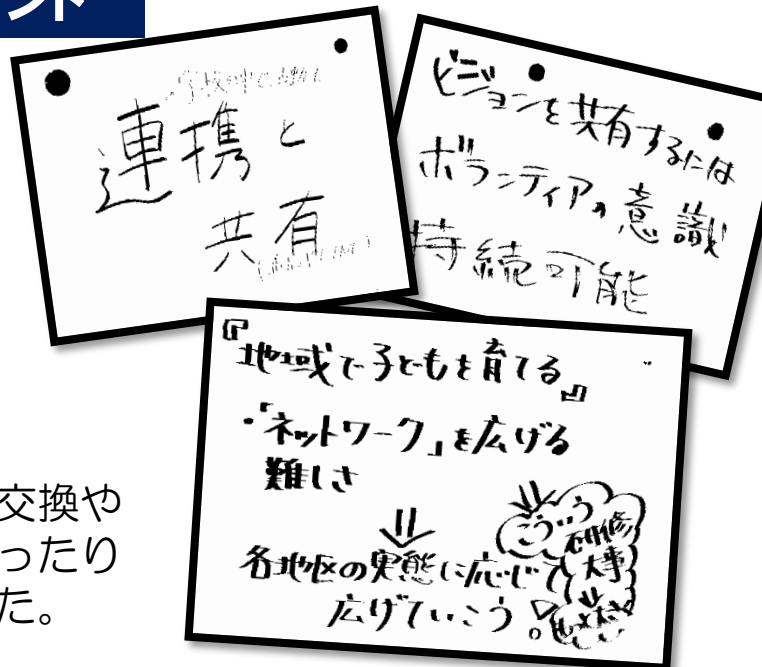 ント
連携と
共有
ビジョンを共有するには
ボランティアの意識
持続可能
『地域で子どもを育てる』
・「ネットワーク」を広げる
難しさ
⇓
各地区の実態に応じて
広げていこう。
⇓
こういう
研修
大事
⇓
交換や
ったり
た。